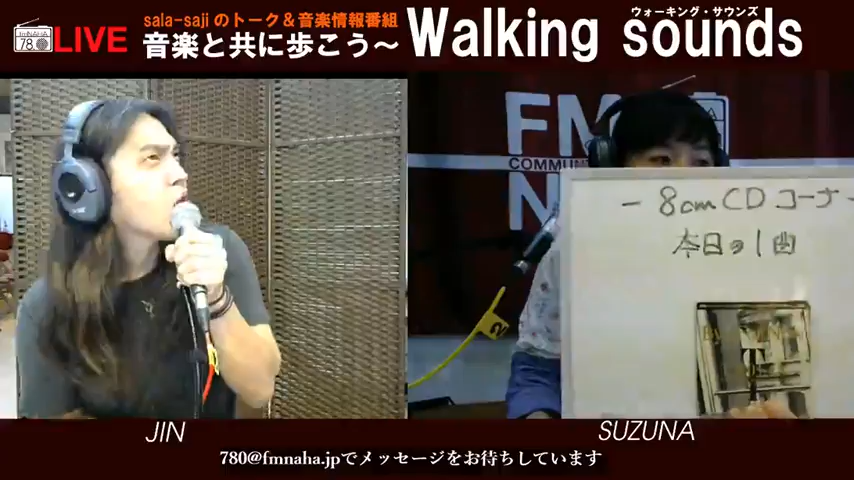 fmNAHA
78.0
LIVE
sala-saji のトーク＆音楽情報番組
音楽と共に歩こう～
ウォーキング・サウンズ
Walking sounds
FM
COMMUN
N
2
- 8cm CD コーナー
本日の1曲
JIN
SUZUNA
780@fmnaha.jpでメッセージをお待ちしています